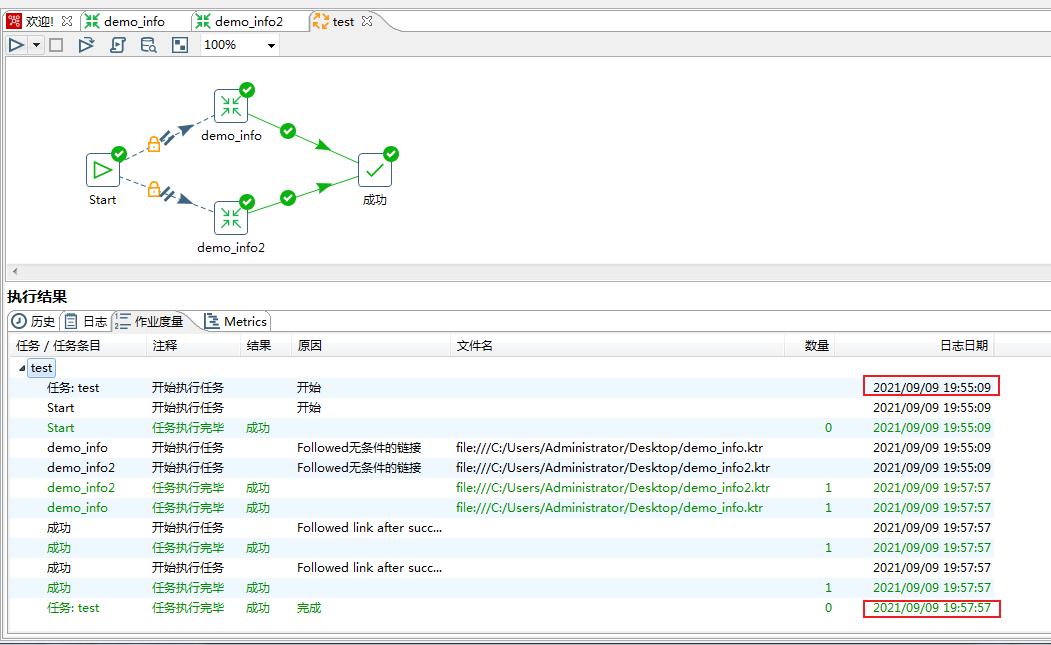 欢迎! demo_info demo_info2 test
100%
demo_info
Start
成功
demo_info2
执行结果
历史 日志 作业度量 Metrics
任务 / 任务条目 注释 结果 原因 文件名 数量 日志日期
test
任务: test 开始执行任务 开始 2021/09/09 19:55:09
Start 开始执行任务 开始 2021/09/09 19:55:09
Start 任务执行完毕 成功 0 2021/09/09 19:55:09
demo_info 开始执行任务 Followed无条件的链接 file:///C:/Users/Administrator/Desktop/demo_info.ktr 2021/09/09 19:55:09
demo_info2 开始执行任务 Followed无条件的链接 file:///C:/Users/Administrator/Desktop/demo_info2.ktr 2021/09/09 19:55:09
demo_info2 任务执行完毕 成功 file:///C:/Users/Administrator/Desktop/demo_info2.ktr 1 2021/09/09 19:57:57
demo_info 任务执行完毕 成功 file:///C:/Users/Administrator/Desktop/demo_info.ktr 1 2021/09/09 19:57:57
成功 开始执行任务 Followed link after succ... 2021/09/09 19:57:57
成功 任务执行完毕 成功 1 2021/09/09 19:57:57
成功 开始执行任务 Followed link after succ... 2021/09/09 19:57:57
成功 任务执行完毕 成功 1 2021/09/09 19:57:57
任务: test 任务执行完毕 成功 完成 0 2021/09/09 19:57:57